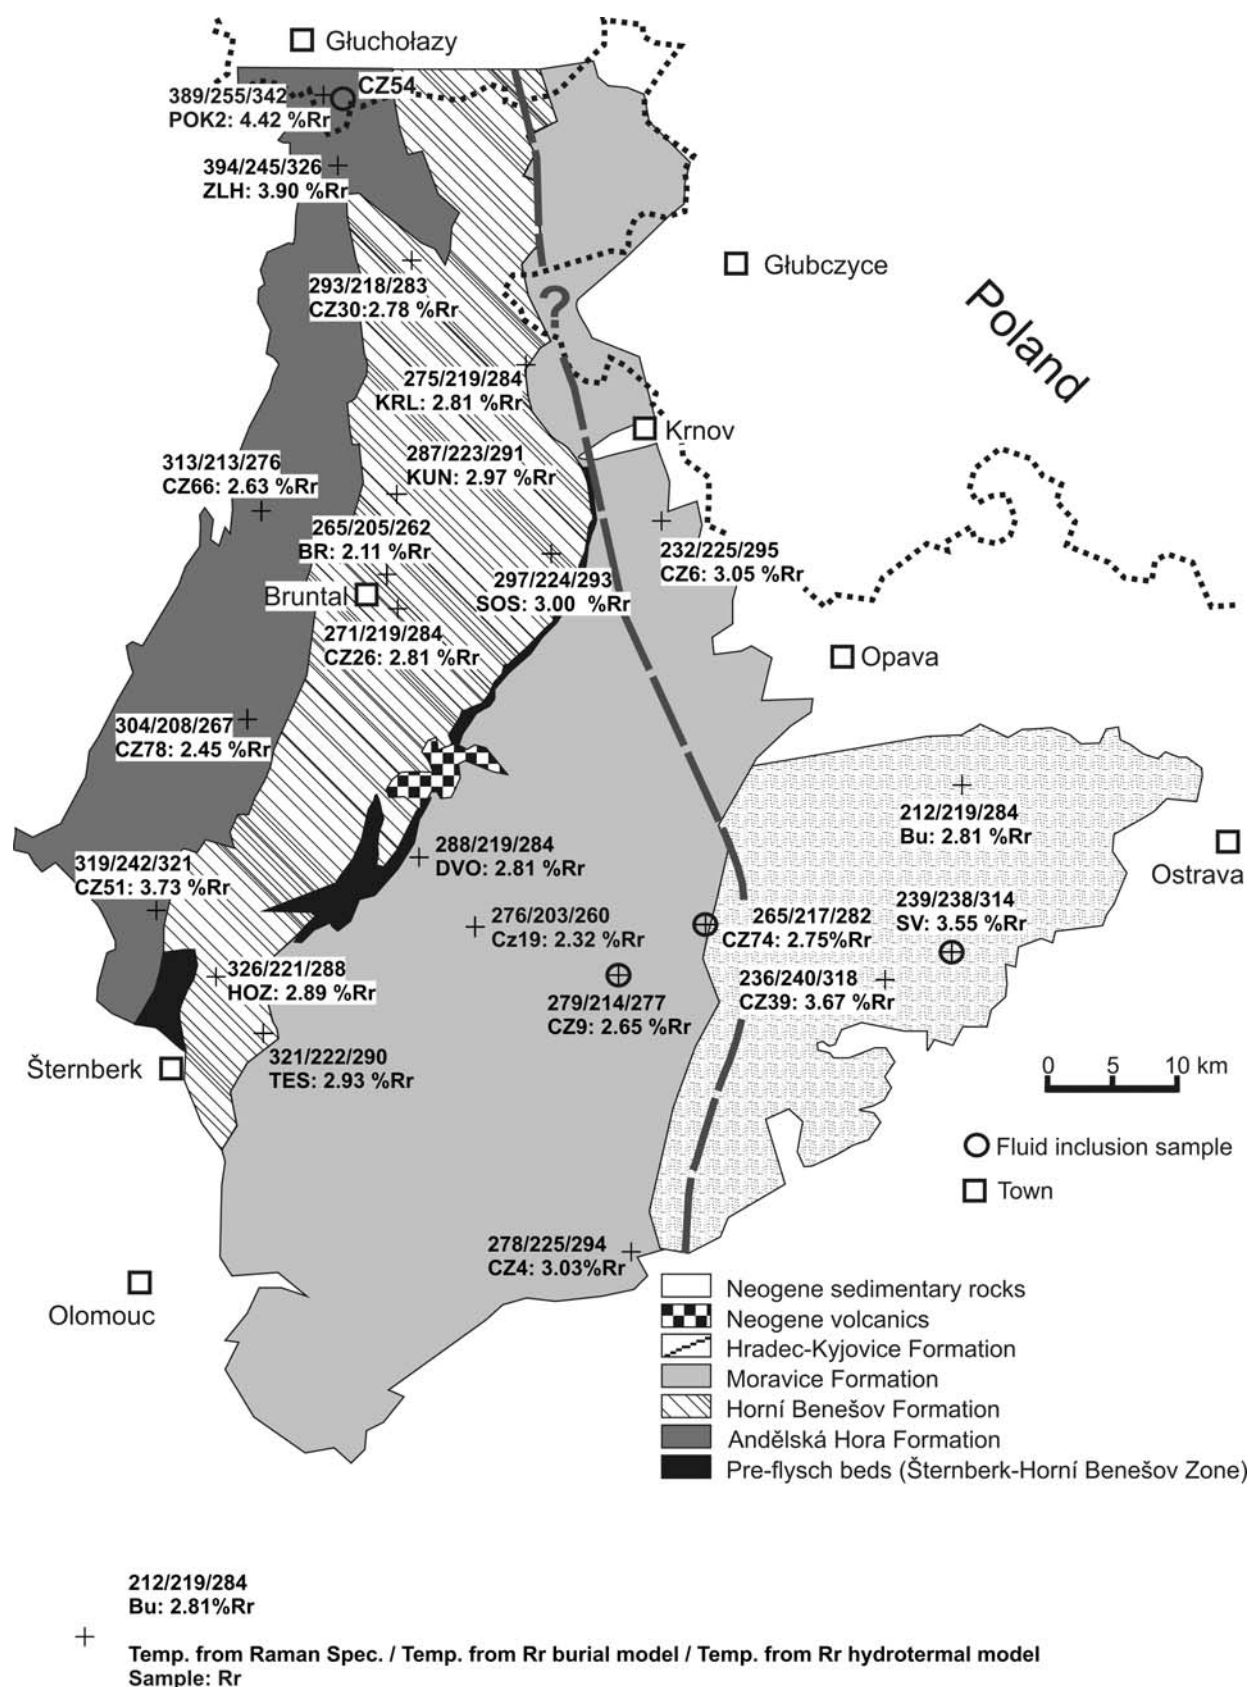 Głuchołazy
CZ54
389/255/342
POK2: 4.42 %Rr
394/245/326
ZLH: 3.90 %Rr
Głubczyce
Poland
293/218/283
CZ30:2.78 %Rr
?
275/219/284
KRL: 2.81 %Rr
Krnov
287/223/291
KUN: 2.97 %Rr
313/213/276
CZ66: 2.63 %Rr
265/205/262
BR: 2.11 %Rr
232/225/295
CZ6: 3.05 %Rr
297/224/293
SOS: 3.00 %Rr
Bruntal
271/219/284
CZ26: 2.81 %Rr
Opava
304/208/267
CZ78: 2.45 %Rr
212/219/284
Bu: 2.81 %Rr
288/219/284
DVO: 2.81 %Rr
Ostrava
319/242/321
CZ51: 3.73 %Rr
239/238/314
SV: 3.55 %Rr
276/203/260
Cz19: 2.32 %Rr
265/217/282
CZ74: 2.75%Rr
326/221/288
HOZ: 2.89 %Rr
236/240/318
CZ39: 3.67 %Rr
279/214/277
CZ9: 2.65 %Rr
Šternberk
321/222/290
TES: 2.93 %Rr
0 5 10 km
Fluid inclusion sample
Town
278/225/294
CZ4: 3.03%Rr
Olomouc
Neogene sedimentary rocks
Neogene volcanics
Hradec-Kyjovice Formation
Moravice Formation
Horní Benešov Formation
Andělská Hora Formation
Pre-flysch beds (Šternberk-Horní Benešov Zone)
212/219/284
Bu: 2.81%Rr
Temp. from Raman Spec. / Temp. from Rr burial model / Temp. from Rr hydrotermal model
Sample: Rr